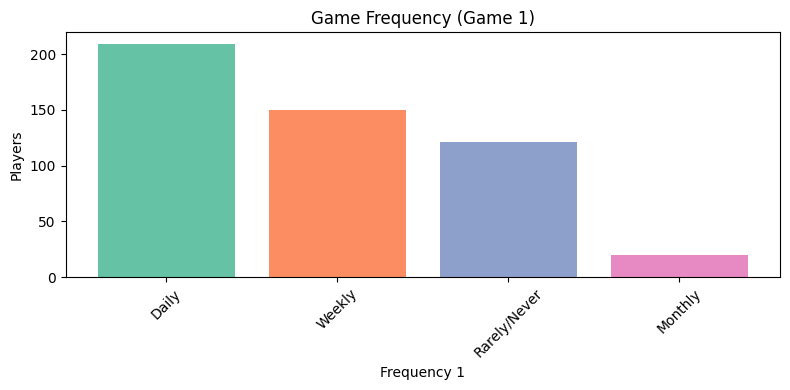 Game Frequency (Game 1)
Players
200
150
100
50
0
Daily
Weekly
Rarely/Never
Monthly
Frequency 1